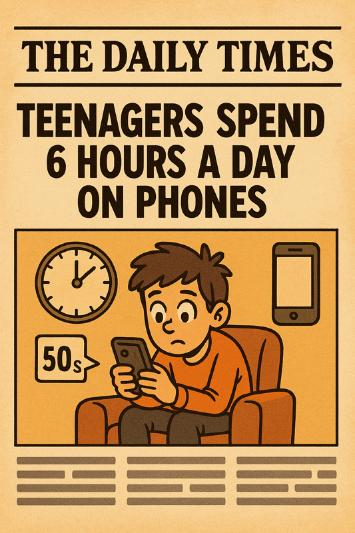 THE DAILY TIMES
TEENAGERS SPEND
6 HOURS A DAY
ON PHONES
50s